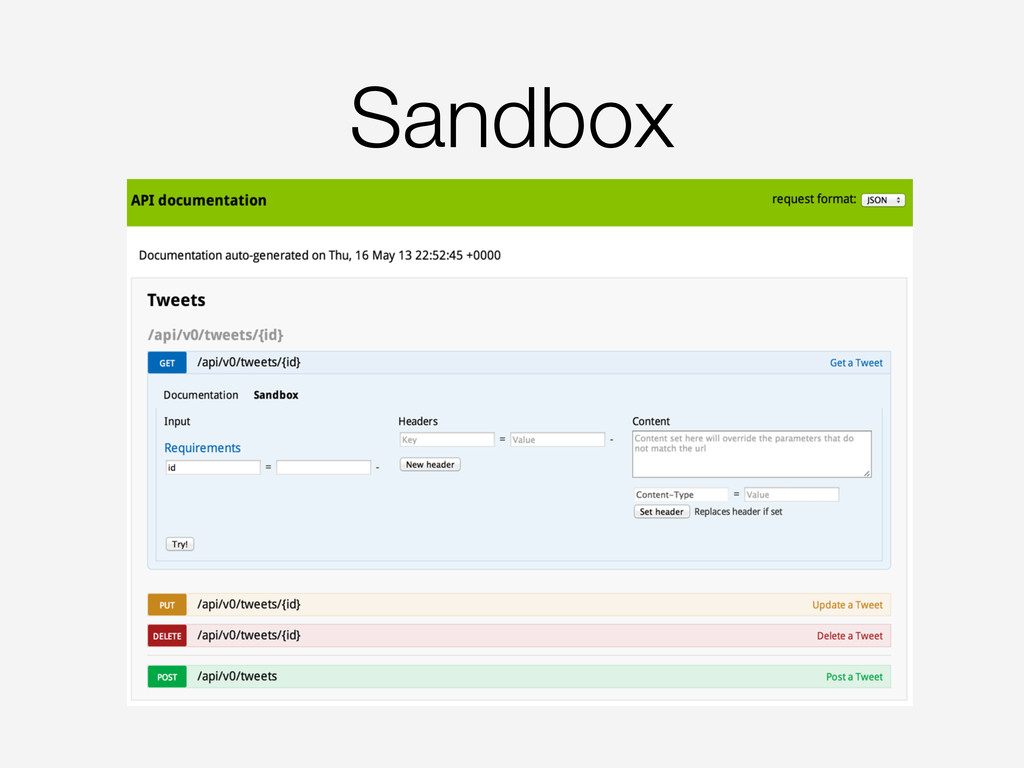 Sandbox
API documentation
request format: JSON
Documentation auto-generated on Thu, 16 May 13 22:52:45 +0000
Tweets
/api/v0/tweets/{id}
GET /api/v0/tweets/{id} Get a Tweet
Documentation Sandbox
Input
Requirements
id = -
Headers
Key = Value -
New header
Content
Content set here will override the parameters that do
not match the url
Content-Type = Value
Set header Replaces header if set
Try!
PUT /api/v0/tweets/{id} Update a Tweet
DELETE /api/v0/tweets/{id} Delete a Tweet
POST /api/v0/tweets Post a Tweet